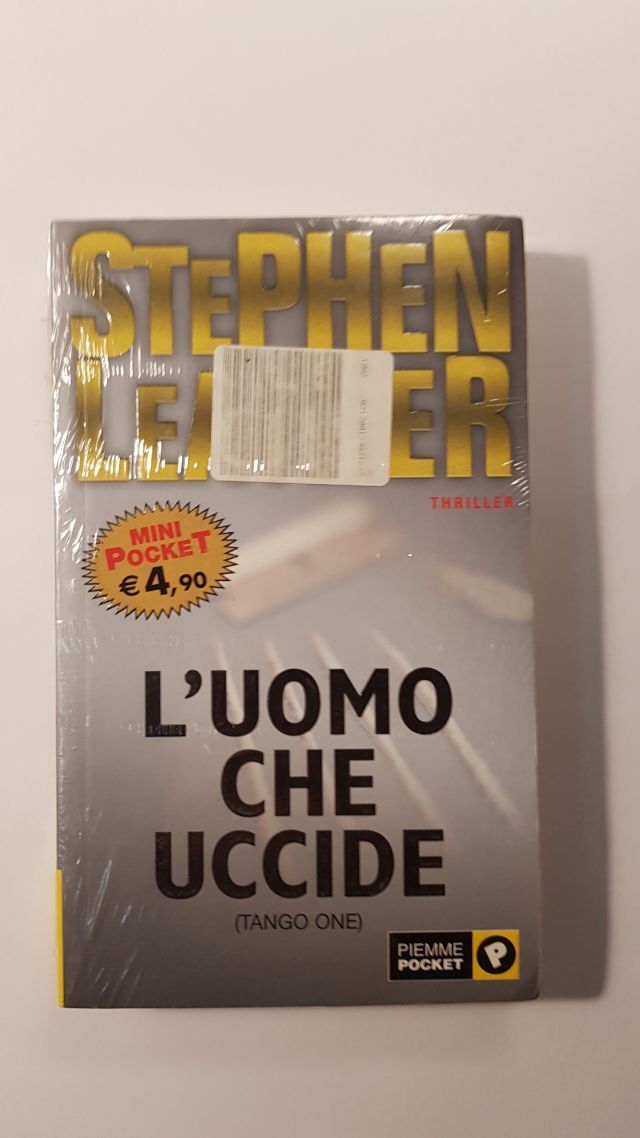 STEPHEN
THRILLER
MINI
POCKET
€ 4,90
L'UOMO
CHE
UCCIDE
(TANGO ONE)
PIEMME
POCKET
P